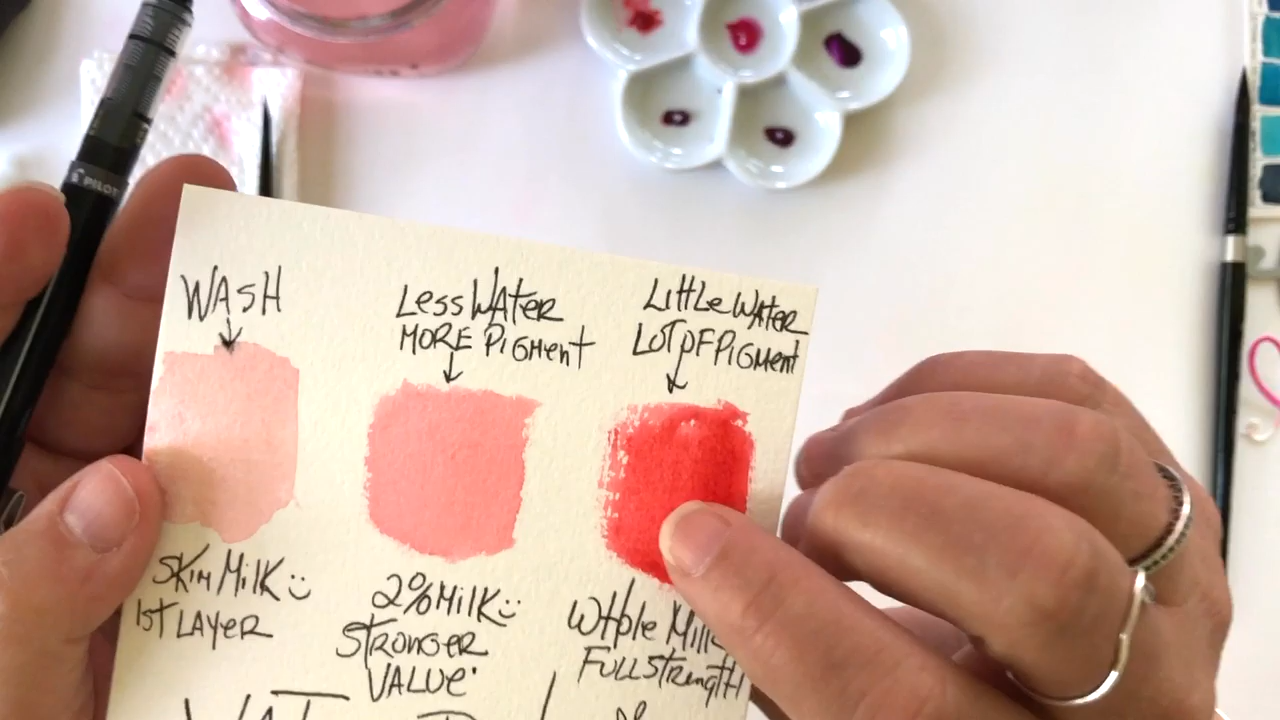 WASH
LESS WATER
MORE PIGMENT
LITTLE WATER
LOT OF PIGMENT
SKIM MILK :)
1ST LAYER
2% MILK :)
STRONGER
VALUE
WHOLE MILK
FULL STRENGTH
PILOT